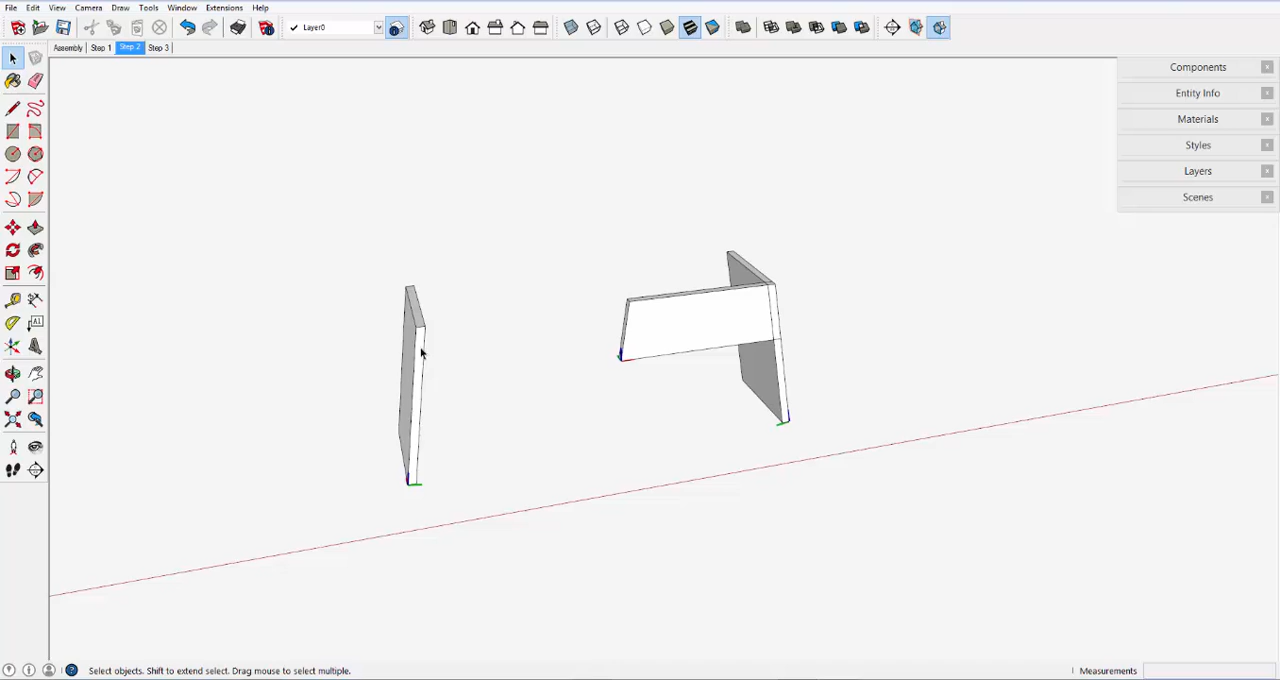 File Edit View Camera Draw Tools Window Extensions Help
Layer0
Assembly Step 1 Step 2 Step 3
Components
Entity Info
Materials
Styles
Layers
Scenes
A1
Select objects. Shift to extend select. Drag mouse to select multiple.
Measurements